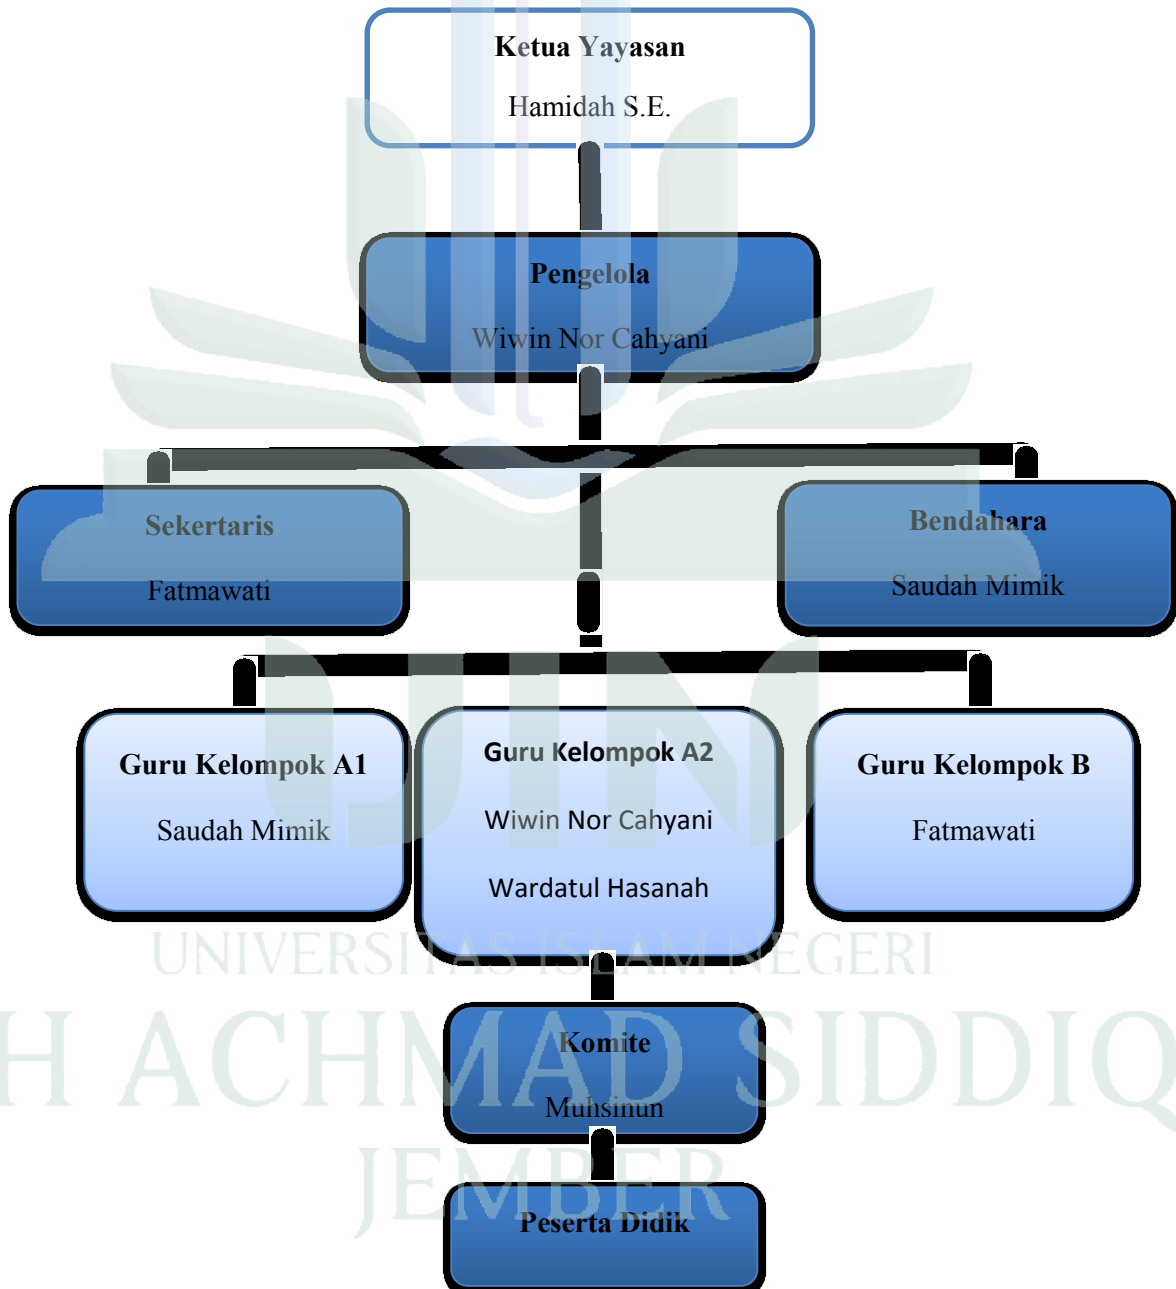 Ketua Yayasan
Hamidah S.E.
Pengelola
Wiwin Nor Cahyani
Sekertaris
Fatmawati
Bendahara
Saudah Mimik
Guru Kelompok A1
Saudah Mimik
Guru Kelompok A2
Wiwin Nor Cahyani
Wardatul Hasanah
Guru Kelompok B
Fatmawati
UIN
UNIVERSITAS ISLAM NEGERI
H ACHMAD SIDDIQ
JEMBER
Komite
Muhsinun
Peserta Didik